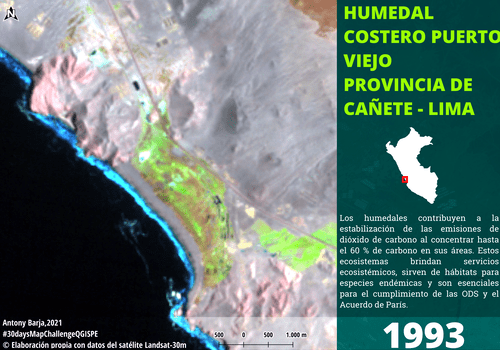 HUMEDAL
COSTERO PUERTO
VIEJO
PROVINCIA DE
CAÑETE - LIMA
N
Los humedales contribuyen a la
estabilización de las emisiones de
dióxido de carbono al concentrar hasta
el 60 % de carbono en sus áreas. Estos
ecosistemas brindan servicios
ecosistémicos, sirven de hábitats para
especies endémicas y son esenciales
para el cumplimiento de las ODS y el
Acuerdo de París.
1993
Antony Barja,2021
#30daysMapChallengeQGISPE
© Elaboración propia con datos del satélite Landsat-30m
500 0 500 1.000 m